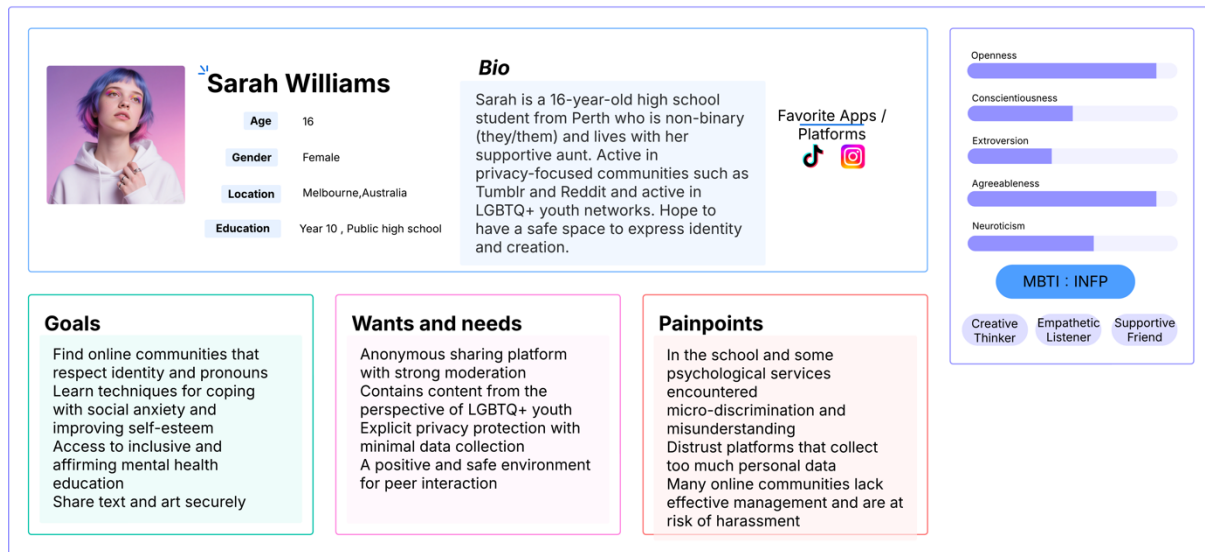 Sarah Williams
Age
16
Gender
Female
Location
Melbourne,Australia
Education
Year 10 , Public high school
Bio
Sarah is a 16-year-old high school
student from Perth who is non-binary
(they/them) and lives with her
supportive aunt. Active in
privacy-focused communities such as
Tumblr and Reddit and active in
LGBTQ+ youth networks. Hope to
have a safe space to express identity
and creation.
Favorite Apps /
Platforms
Openness
Conscientiousness
Extroversion
Agreeableness
Neuroticism
MBTI：INFP
Creative
Thinker
Empathetic
Listener
Supportive
Friend
Goals
Find online communities that
respect identity and pronouns
Learn techniques for coping
with social anxiety and
improving self-esteem
Access to inclusive and
affirming mental health
education
Share text and art securely
Wants and needs
Anonymous sharing platform
with strong moderation
Contains content from the
perspective of LGBTQ+ youth
Explicit privacy protection with
minimal data collection
A positive and safe environment
for peer interaction
Painpoints
In the school and some
psychological services
encountered
micro-discrimination and
misunderstanding
Distrust platforms that collect
too much personal data
Many online communities lack
effective management and are at
risk of harassment